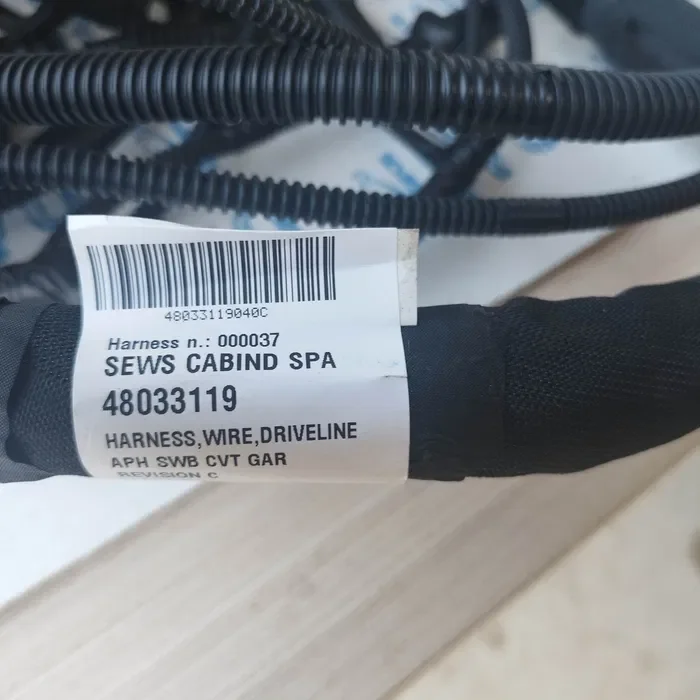 48033119040C
Harness n.: 000037
SEWS CABIND SPA
48033119
HARNESS,WIRE,DRIVELINE
APH SWB CVT GAR
REVISION C